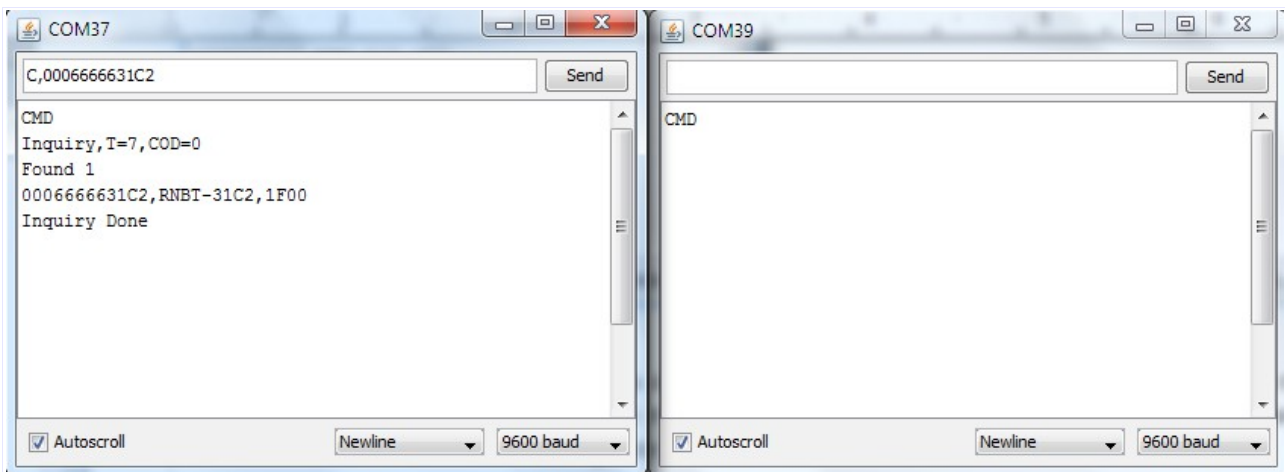 COM37
C,0006666631C2
Send
CMD
Inquiry,T=7,COD=0
Found 1
0006666631C2,RNBT-31C2,1F00
Inquiry Done
Autoscroll
Newline
9600 baud
COM39
Send
CMD
Autoscroll
Newline
9600 baud